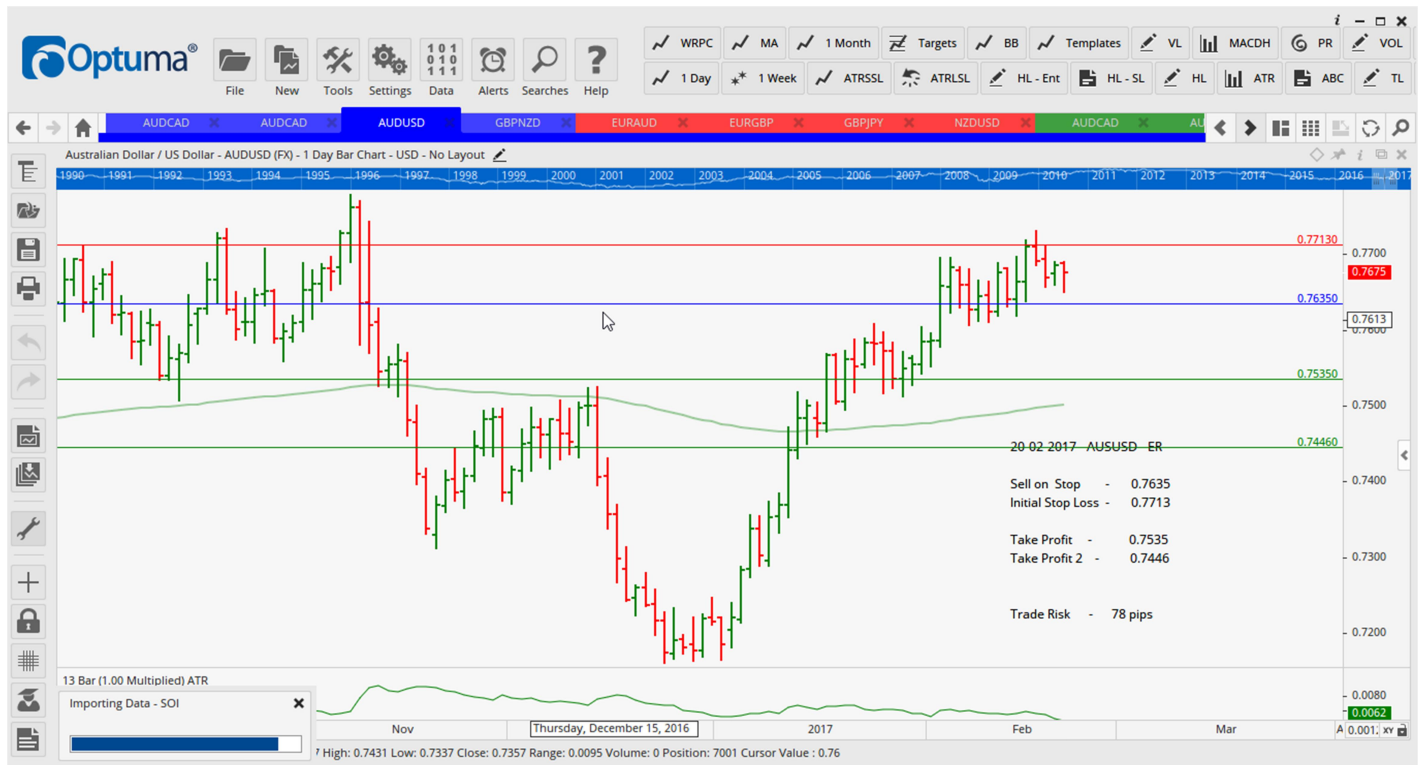 i
Optuma®
File
New
Tools
Settings
101
010
111
Data
Alerts
Searches
?
Help
WRPC
MA
1 Month
Targets
BB
Templates
VL
MACDH
PR
VOL
1 Day
1 Week
ATRSSL
ATRLSL
HL - Ent
HL - SL
HL
ATR
ABC
TL
AUDCAD
AUDCAD
AUDUSD
GBPNZD
EURAUD
EURGBP
GBPJPY
NZDUSD
AUDCAD
AU
Australian Dollar / US Dollar - AUDUSD (FX) - 1 Day Bar Chart - USD - No Layout
i
1990 1991 1992 1993 1994 1995 1996 1997 1998 1999 2000 2001 2002 2003 2004 2005 2006 2007 2008 2009 2010 2011 2012 2013 2014 2015 2016 2017
0.77130
0.7700
0.7675
0.76350
0.7613
0.7600
0.75350
0.7500
0.74460
20 02 2017 AUSUSD ER
0.7400
Sell on Stop - 0.7635
Initial Stop Loss - 0.7713
Take Profit - 0.7535
Take Profit 2 - 0.7446
0.7300
Trade Risk - 78 pips
0.7200
13 Bar (1.00 Multiplied) ATR
0.0080
0.0062
Importing Data - SOI
Nov
Thursday, December 15, 2016
2017
Feb
Mar
A
0.001
XY
7 High: 0.7431 Low: 0.7337 Close: 0.7357 Range: 0.0095 Volume: 0 Position: 7001 Cursor Value : 0.76